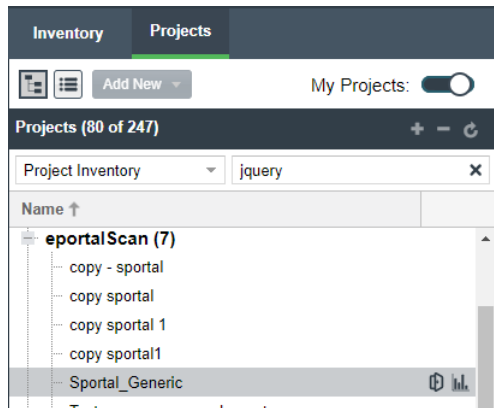 Inventory Projects
Add New My Projects:
Projects (80 of 247)
Project Inventory jquery
Name
eportalScan (7)
copy - sportal
copy sportal
copy sportal 1
copy sportal1
Sportal_Generic